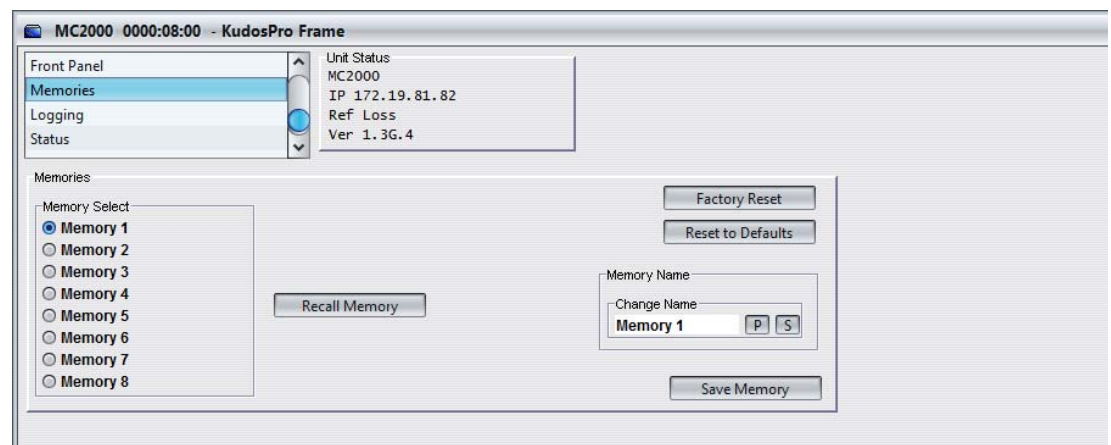 MC2000 0000:08:00 - KudosPro Frame
Front Panel
Memories
Logging
Status
Unit Status
MC2000
IP 172.19.81.82
Ref Loss
Ver 1.3G.4
Memories
Memory Select
Memory 1
Memory 2
Memory 3
Memory 4
Memory 5
Memory 6
Memory 7
Memory 8
Recall Memory
Factory Reset
Reset to Defaults
Memory Name
Change Name
Memory 1 P S
Save Memory